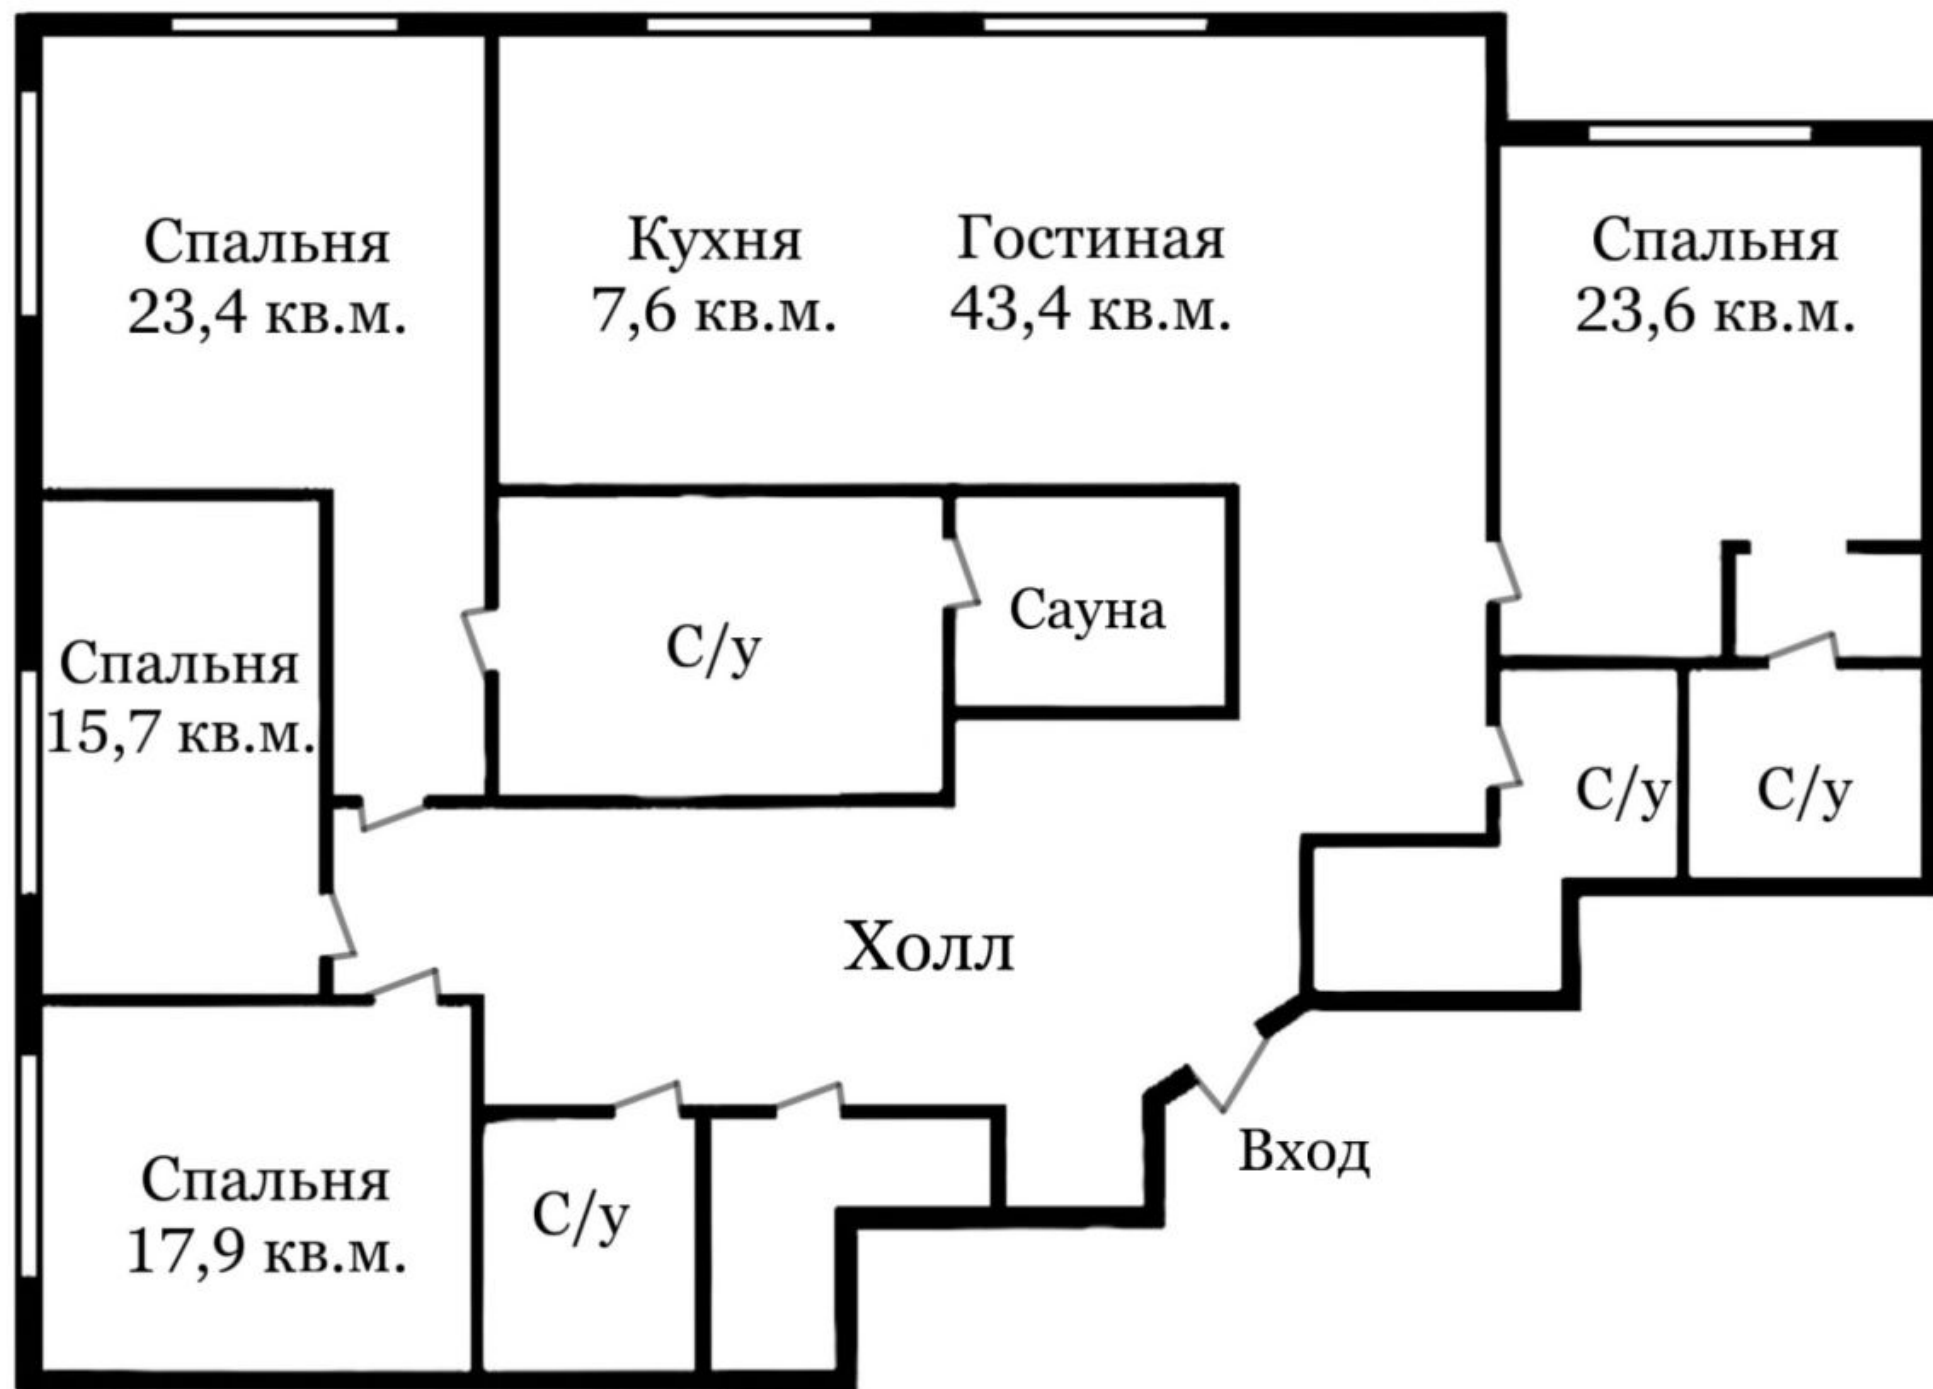 Спальня
23,4 кв.м.
Кухня
7,6 кв.м.
Гостиная
43,4 кв.м.
Спальня
23,6 кв.м.
Спальня
15,7 кв.м.
С/у
Сауна
С/у
С/у
Холл
Спальня
17,9 кв.м.
С/у
Вход